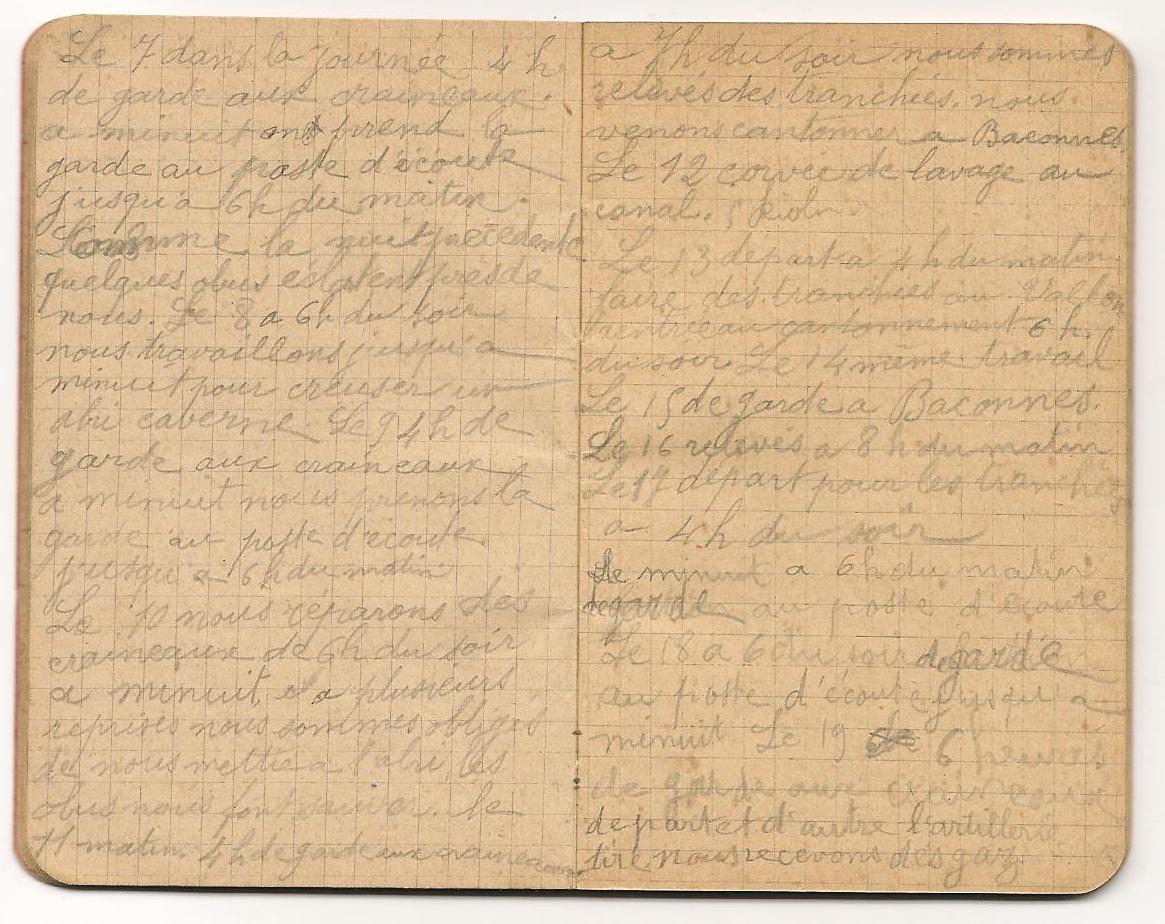 Le 7 dans la journée 4 h
de garde aux craineaux.
a minuit on prend la
garde au poste d'écoute
jusqu'a 6h du matin.
Comme la nuit précédente
quelques obus éclatent près de
nous. Le 8 a 6h du soir
nous travaillons jusqu'a
minuit pour creuser un
abri caverne. Le 9 4h de
garde aux craineaux,
a minuit nous prenons la
garde au poste d'écoute
jusqu'a 6h du matin
Le 10 nous réparons des
craineaux de 6h du soir
a minuit, et a plusieurs
reprises nous sommes obligés
de nous mettre a l'abri, les
obus nous font sauver. le
11 matin. 4h de garde aux craineaux
a 7h du soir nous sommes
relevés des tranchées. nous
venons cantonner a Baconnes.
Le 12 corvée de lavage au
canal.
Le 13 départ a 4h du matin
faire des tranchées au Vallon
rentrée au cantonnement 6 h.
du soir. Le 14 même travail
Le 15 de garde a Baconnes.
Le 16 relevés a 8 h du matin
Le 17 départ pour les tranchées
a 4h du soir
De minuit a 6h du matin
de garde au poste d'écoute
Le 18 a 6 du soir de garde
au poste d'écoute jusqu'a
minuit. Le 19 6 heures
de garde aux craineaux
de part et d'autre l'artillerie
tire, nous recevons des gaz.